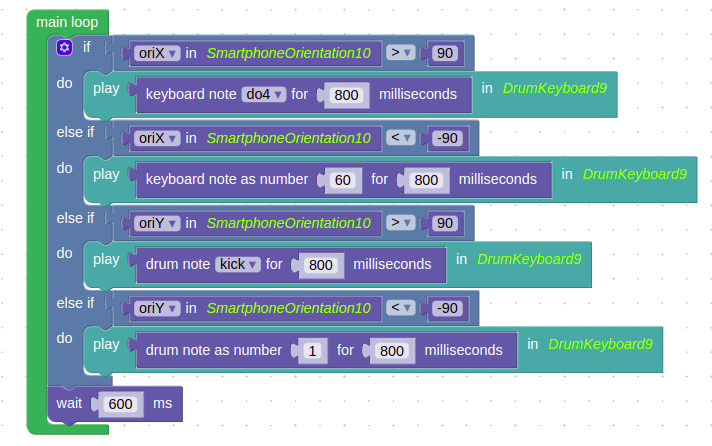 main loop
if oriX ▾ in SmartphoneOrientation10 > ▾ 90
do play keyboard note do4 ▾ for 800 milliseconds in DrumKeyboard9
else if oriX ▾ in SmartphoneOrientation10 < ▾ -90
do play keyboard note as number 60 for 800 milliseconds in DrumKeyboard9
else if oriY ▾ in SmartphoneOrientation10 > ▾ 90
do play drum note kick ▾ for 800 milliseconds in DrumKeyboard9
else if oriY ▾ in SmartphoneOrientation10 < ▾ -90
do play drum note as number 1 for 800 milliseconds in DrumKeyboard9
wait 600 ms